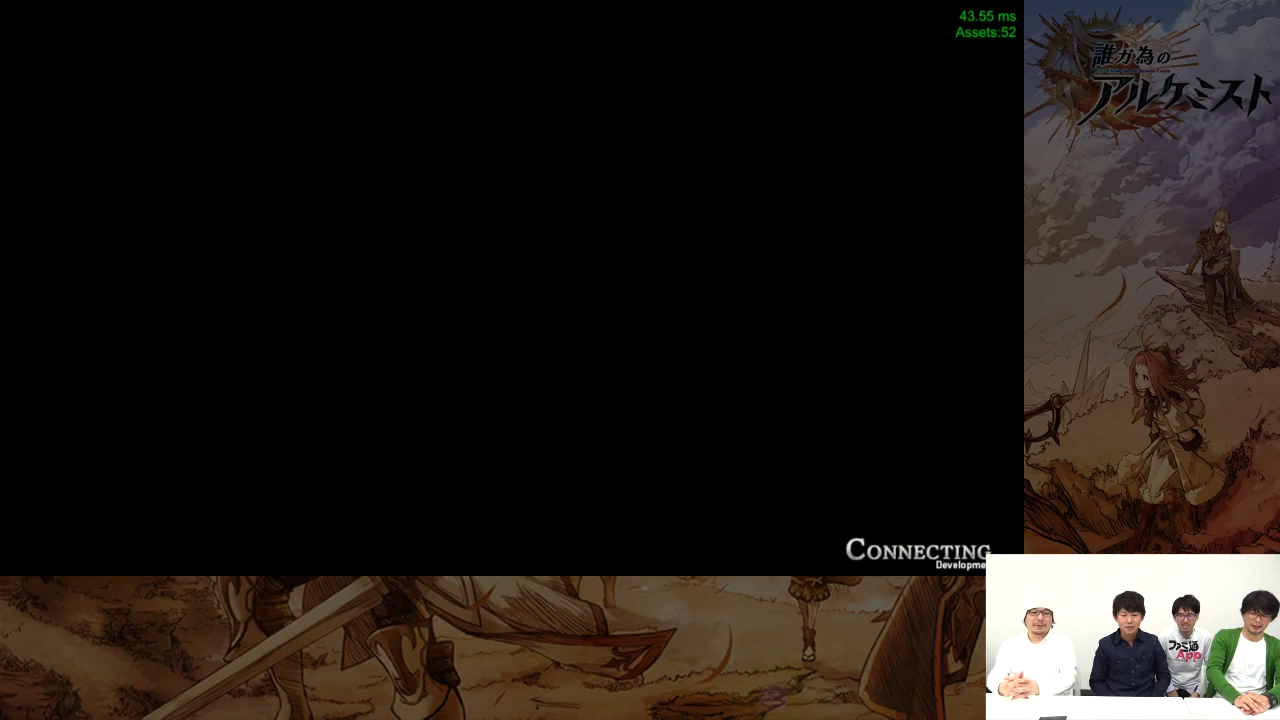 43.55 ms
Assets:52
誰ガ為の
アルケミスト
CONNECTING
Developme
ファミ通
App